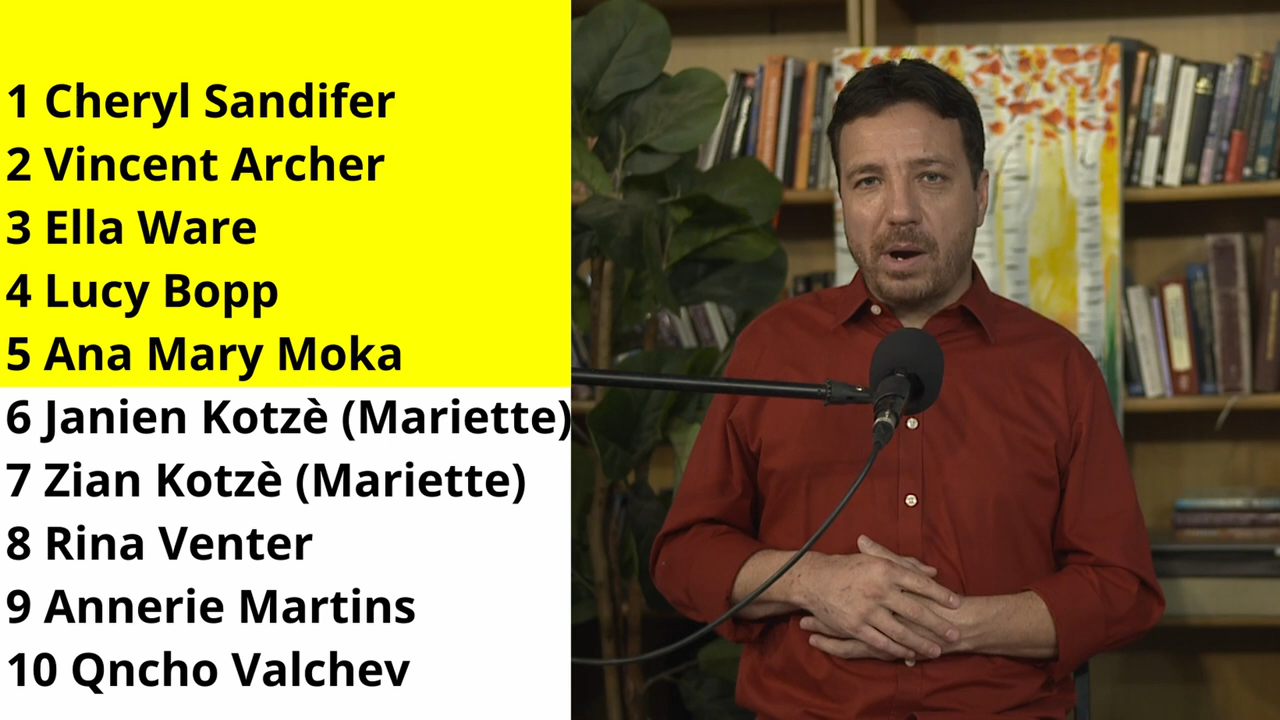 1 Cheryl Sandifer
2 Vincent Archer
3 Ella Ware
4 Lucy Bopp
5 Ana Mary Moka
6 Janien Kotzè (Mariette)
7 Zian Kotzè (Mariette)
8 Rina Venter
9 Annerie Martins
10 Qncho Valchev